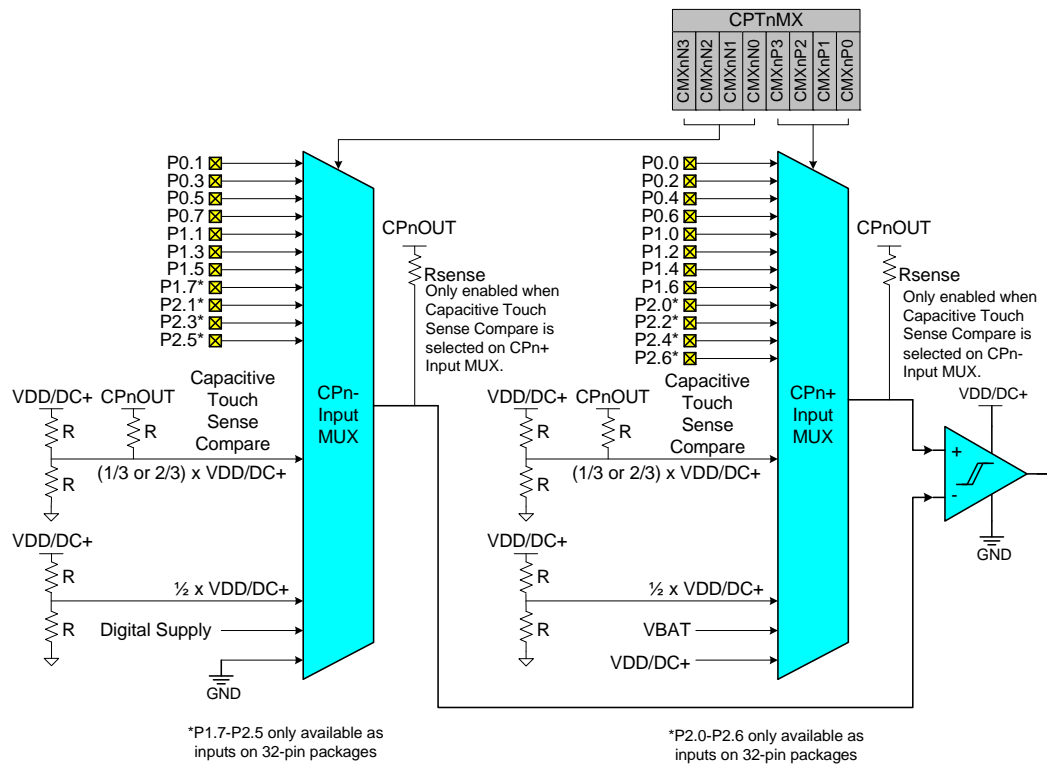 CPTnMX
CMXnN3
CMXnN2
CMXnN1
CMXnN0
CMXnP3
CMXnP2
CMXnP1
CMXnP0
P0.1
P0.3
P0.5
P0.7
P1.1
P1.3
P1.5
P1.7*
P2.1*
P2.3*
P2.5*
CPnOUT
Rsense
Only enabled when
Capacitive Touch
Sense Compare is
selected on CPn+
Input MUX.
VDD/DC+
CPnOUT
R
R
R
Capacitive
Touch
Sense
Compare
(1/3 or 2/3) x VDD/DC+
CPn-
Input
MUX
VDD/DC+
R
R
½ x VDD/DC+
Digital Supply
GND
*P1.7-P2.5 only available as
inputs on 32-pin packages
P0.0
P0.2
P0.4
P0.6
P1.0
P1.2
P1.4
P1.6
P2.0*
P2.2*
P2.4*
P2.6*
CPnOUT
Rsense
Only enabled when
Capacitive Touch
Sense Compare is
selected on CPn-
Input MUX.
VDD/DC+
CPnOUT
R
R
R
Capacitive
Touch
Sense
Compare
(1/3 or 2/3) x VDD/DC+
CPn+
Input
MUX
VDD/DC+
+
-
GND
VDD/DC+
R
R
½ x VDD/DC+
VBAT
VDD/DC+
*P2.0-P2.6 only available as
inputs on 32-pin packages